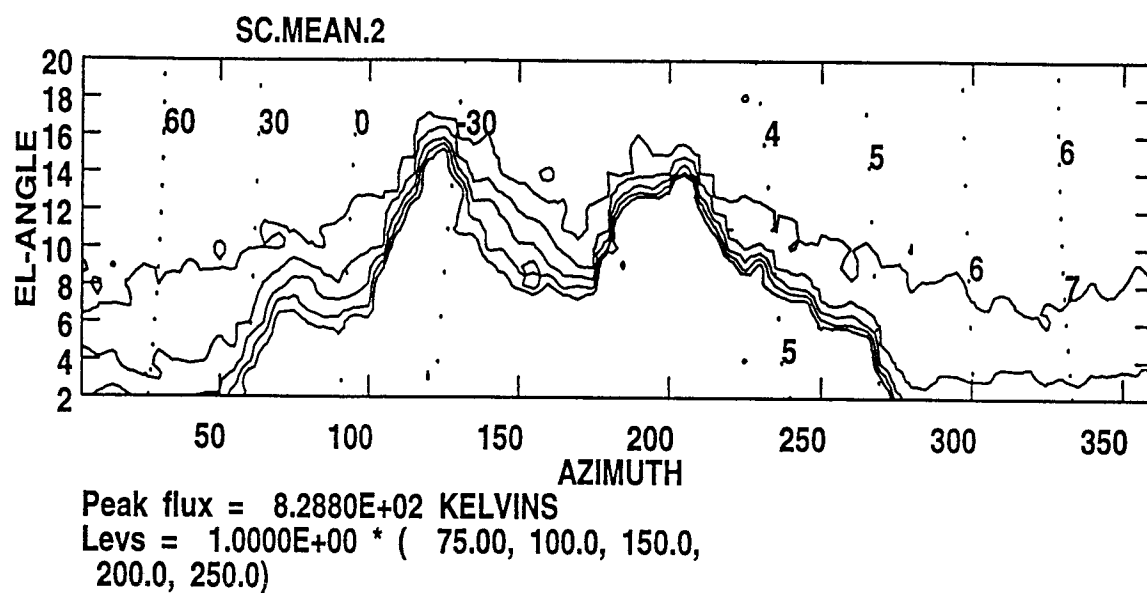 SC.MEAN.2
20
18
16
14
12
10
8
6
4
2
EL-ANGLE
60 30 0 -30
4
5
6
6
7
5
50 100 150 200 250 300 350
AZIMUTH
Peak flux = 8.2880E+02 KELVINS
Levs = 1.0000E+00 * ( 75.00, 100.0, 150.0,
200.0, 250.0)